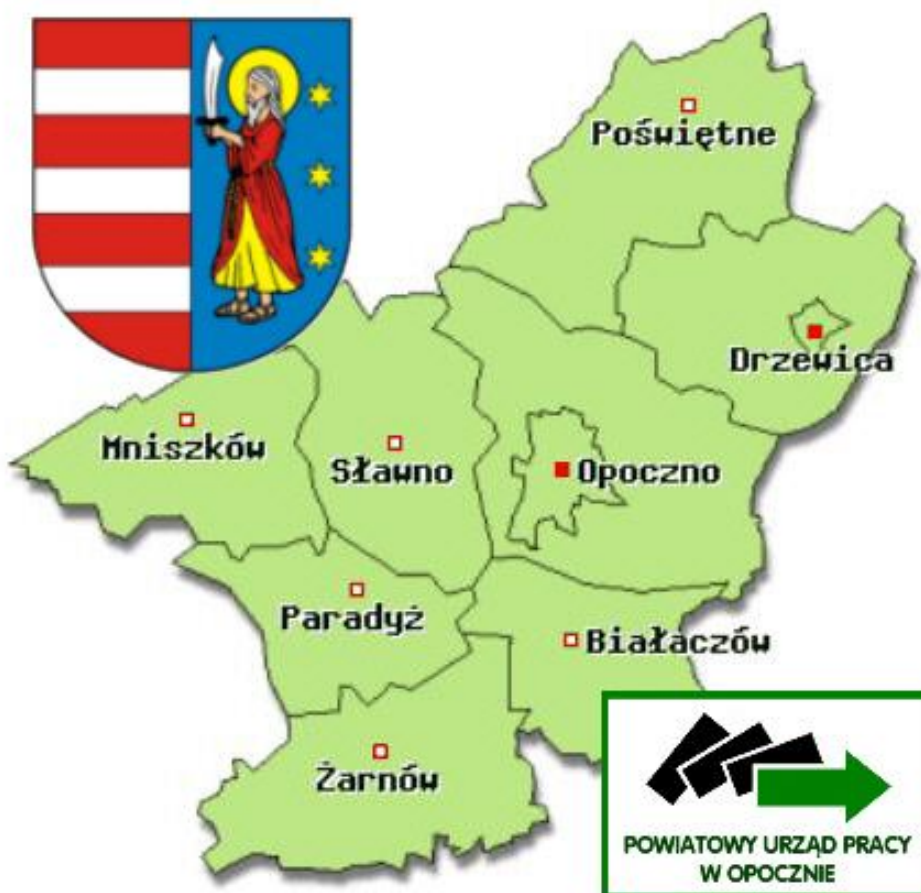 Poświętne
Drzewica
Mniszków
Sławno
Opoczno
Paradyż
Białaczów
Żarnów
POWIATOWY URZĄD PRACY
W OPOCZNIE